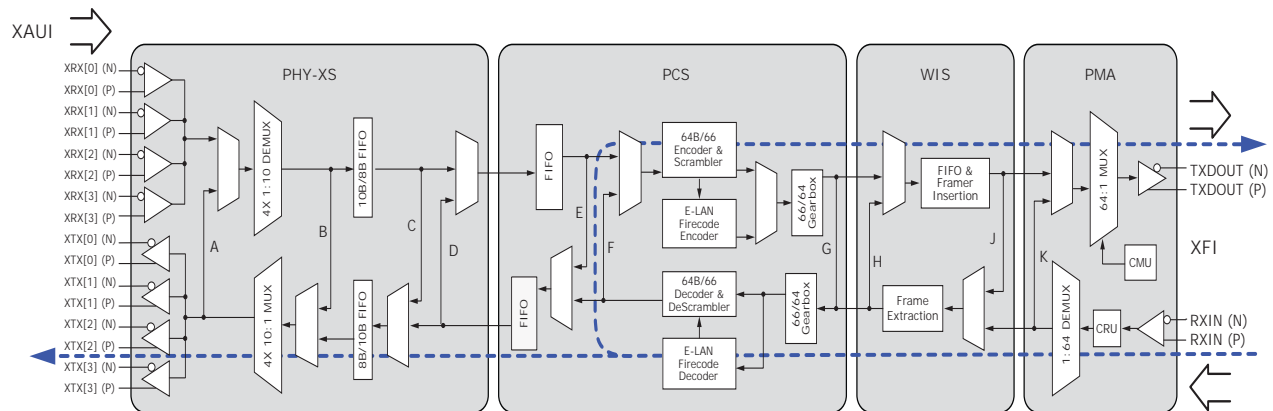 XAUI
PHY-XS
PCS
WIS
PMA
XRX[0] (N)
XRX[0] (P)
XRX[1] (N)
XRX[1] (P)
XRX[2] (N)
XRX[2] (P)
XRX[3] (N)
XRX[3] (P)
XTX[0] (N)
XTX[0] (P)
XTX[1] (N)
XTX[1] (P)
XTX[2] (N)
XTX[2] (P)
XTX[3] (N)
XTX[3] (P)
A
4X 1:10 DEMUX
4X 10:1 MUX
B
10B/8B FIFO
8B/10B FIFO
C
D
FIFO
FIFO
E
F
64B/66
Encoder &
Scrambler
E-LAN
Firecode
Encoder
64B/66
Decoder &
DeScrambler
E-LAN
Firecode
Decoder
66/64
Gearbox
66/64
Gearbox
G
H
FIFO &
Framer
Insertion
Frame
Extraction
J
K
64:1 MUX
1:64 DEMUX
CMU
CRU
TXDOUT (N)
TXDOUT (P)
XFI
RXIN (N)
RXIN (P)